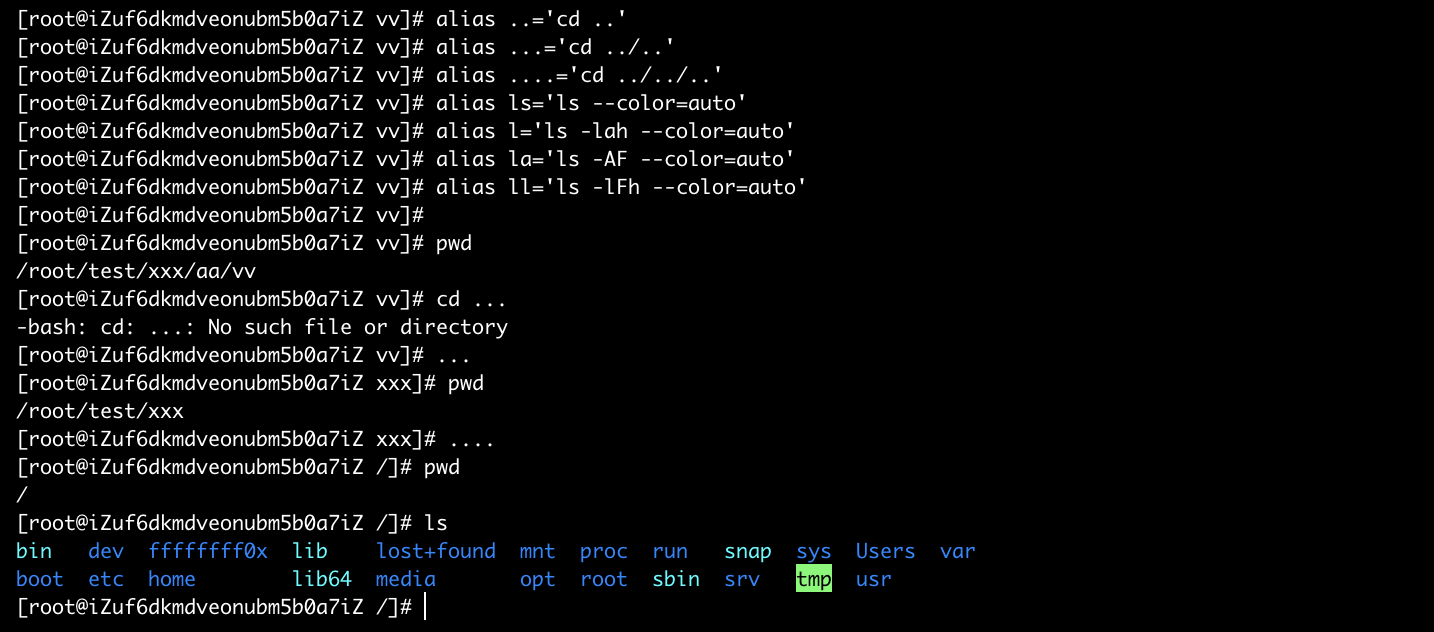 [root@iZuf6dkmdveonubm5b0a7iZ vv]# alias ..='cd ..'
[root@iZuf6dkmdveonubm5b0a7iZ vv]# alias ...='cd ../..'
[root@iZuf6dkmdveonubm5b0a7iZ vv]# alias ....='cd ../../..'
[root@iZuf6dkmdveonubm5b0a7iZ vv]# alias ls='ls --color=auto'
[root@iZuf6dkmdveonubm5b0a7iZ vv]# alias l='ls -lah --color=auto'
[root@iZuf6dkmdveonubm5b0a7iZ vv]# alias la='ls -AF --color=auto'
[root@iZuf6dkmdveonubm5b0a7iZ vv]# alias ll='ls -lFh --color=auto'
[root@iZuf6dkmdveonubm5b0a7iZ vv]#
[root@iZuf6dkmdveonubm5b0a7iZ vv]# pwd
/root/test/xxx/aa/vv
[root@iZuf6dkmdveonubm5b0a7iZ vv]# cd ...
-bash: cd: ...: No such file or directory
[root@iZuf6dkmdveonubm5b0a7iZ vv]# ...
[root@iZuf6dkmdveonubm5b0a7iZ xxx]# pwd
/root/test/xxx
[root@iZuf6dkmdveonubm5b0a7iZ xxx]# ....
[root@iZuf6dkmdveonubm5b0a7iZ /]# pwd
/
[root@iZuf6dkmdveonubm5b0a7iZ /]# ls
bin   dev  ffffffff0x  lib    lost+found  mnt  proc  run   snap  sys  Users  var
boot  etc  home        lib64  media       opt  root  sbin  srv   tmp  usr
[root@iZuf6dkmdveonubm5b0a7iZ /]#